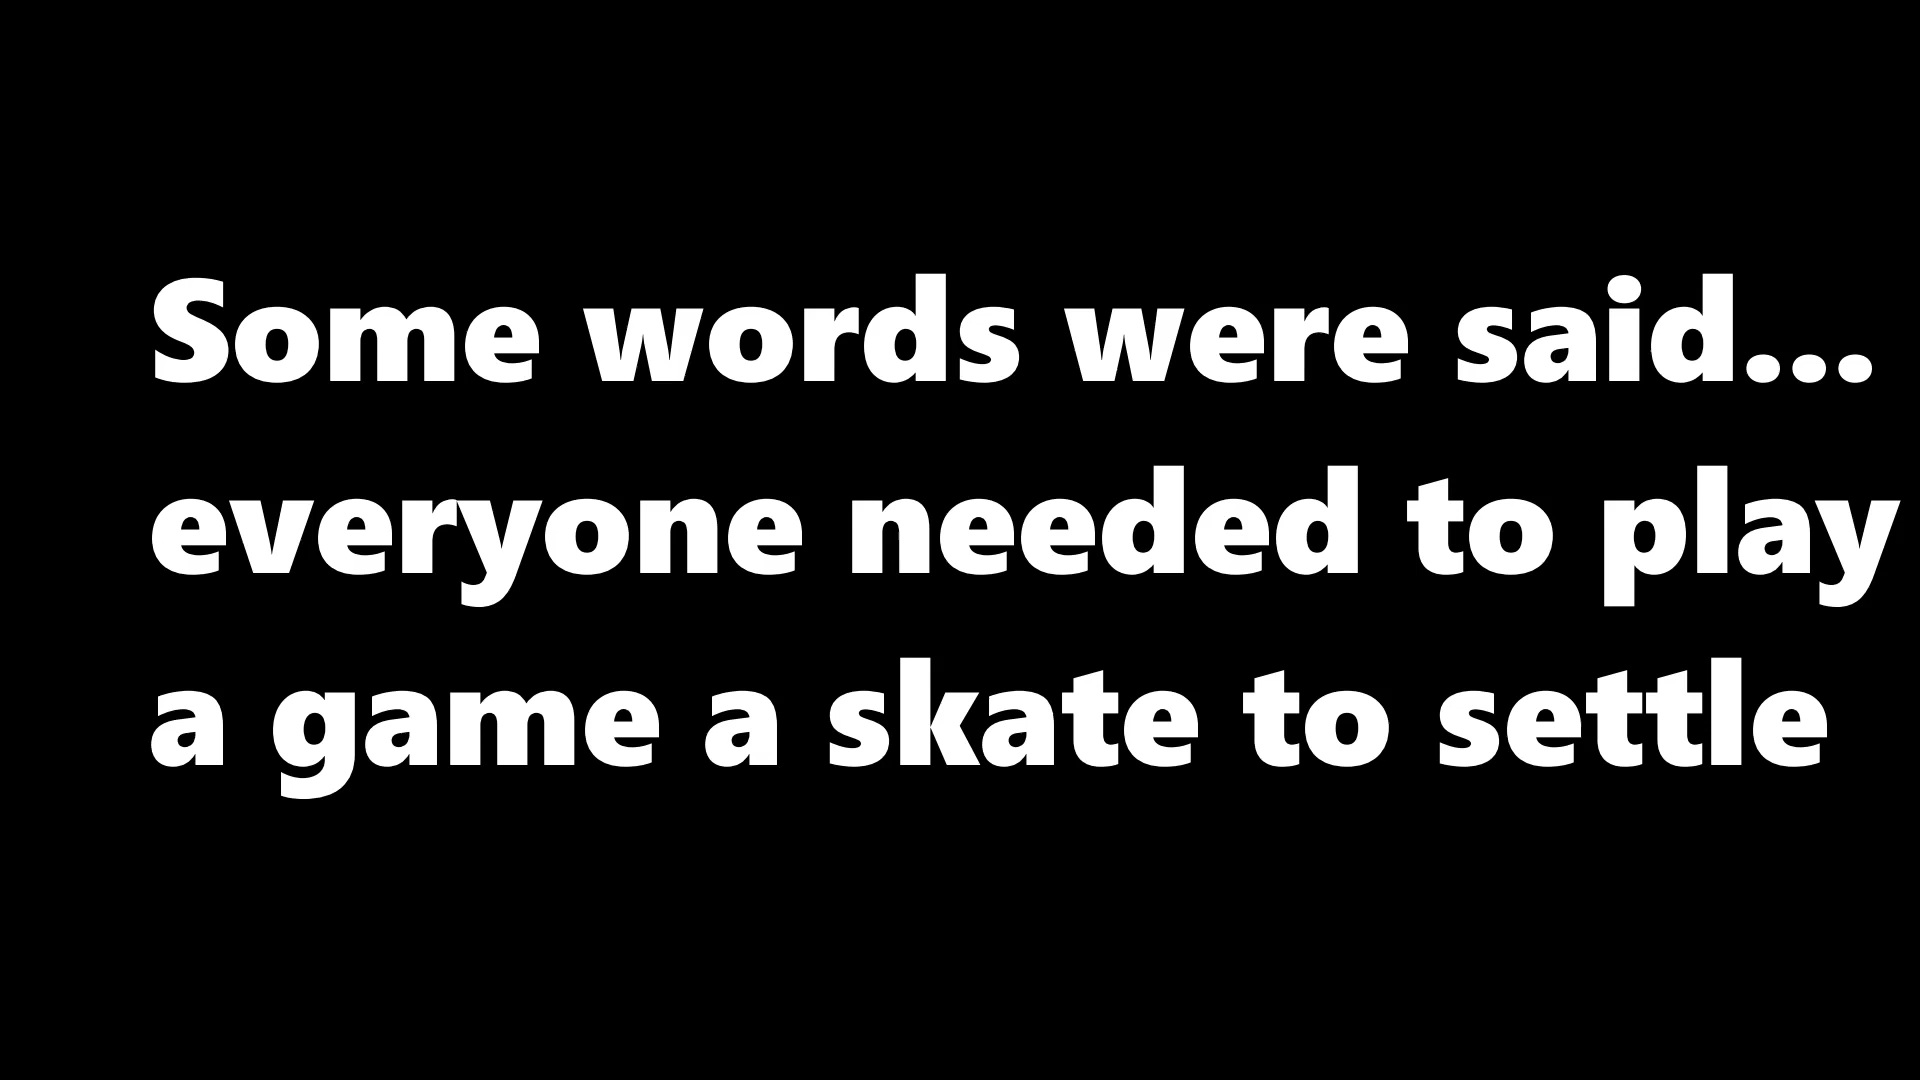 Some words were said...
everyone needed to play
a game a skate to settle